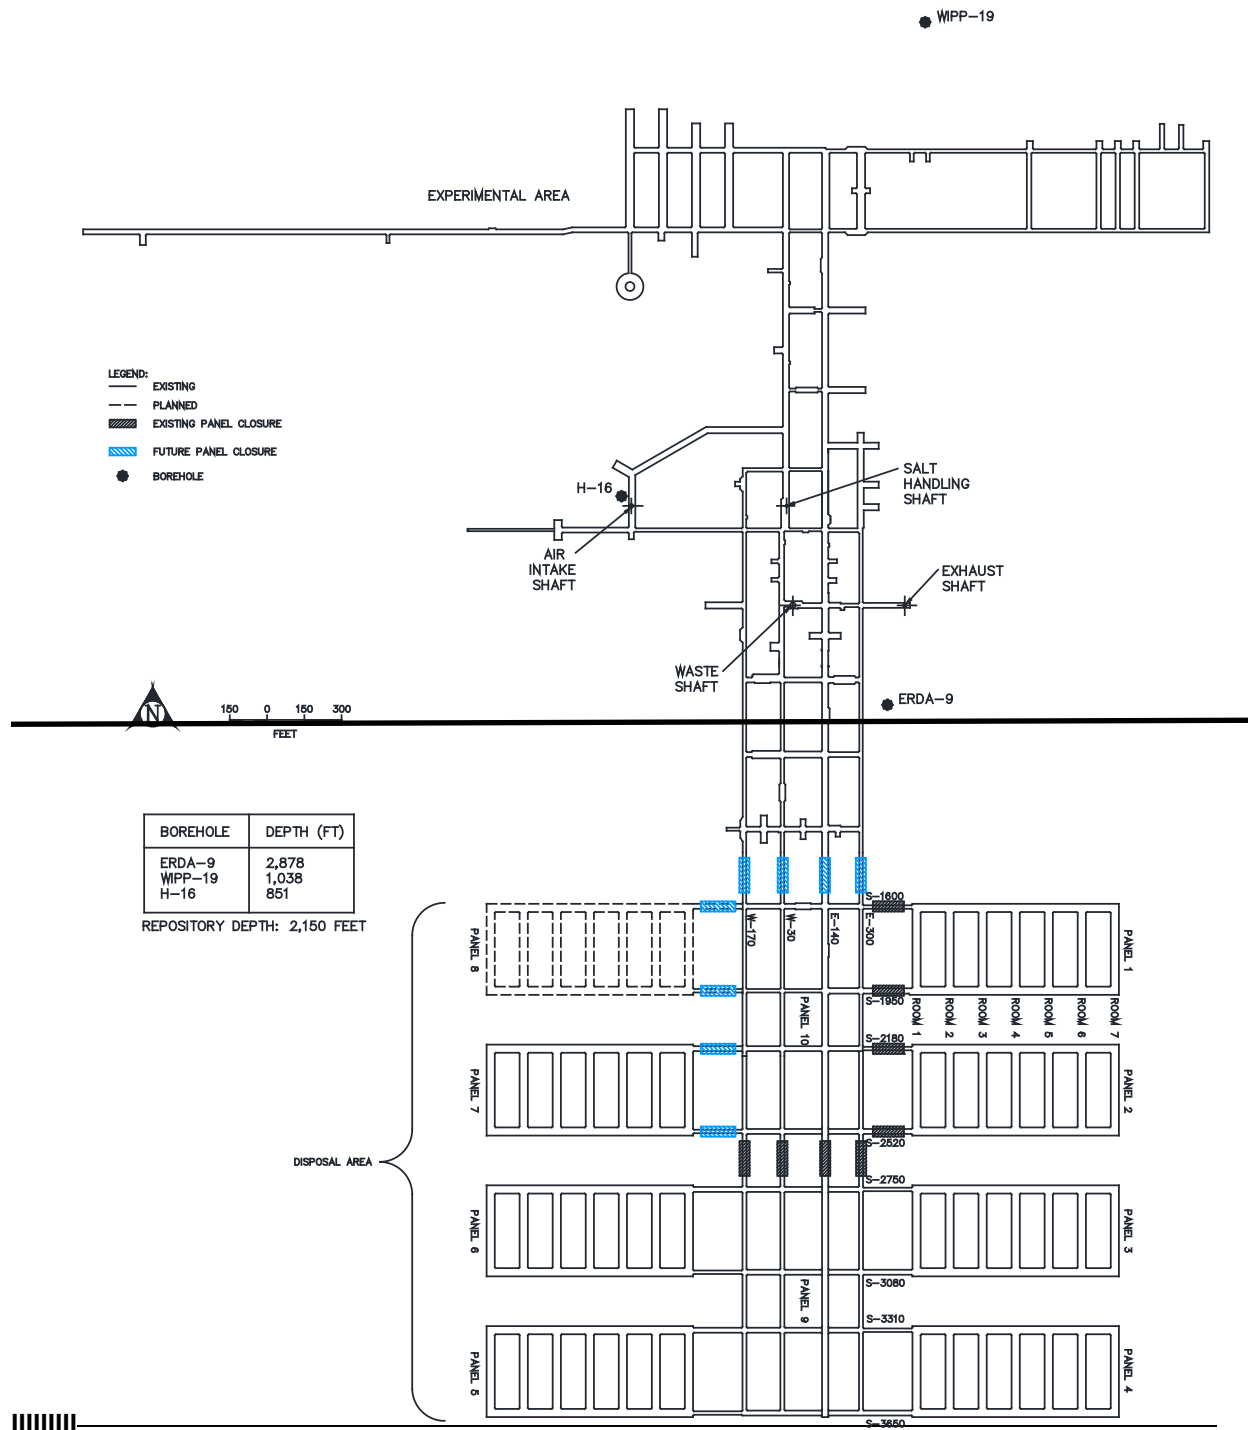 WIPP-19
EXPERIMENTAL AREA
LEGEND:
EXISTING
PLANNED
EXISTING PANEL CLOSURE
FUTURE PANEL CLOSURE
BOREHOLE
H-16
SALT
HANDLING
SHAFT
AIR
INTAKE
SHAFT
EXHAUST
SHAFT
WASTE
SHAFT
ERDA-9
N
150 0 150 300
FEET
BOREHOLE DEPTH (FT)
ERDA-9 2,878
WIPP-19 1,038
H-16 851
REPOSITORY DEPTH: 2,150 FEET
S-1600
W-170
W-30
E-140
E-300
PANEL 8
PANEL 1
S-1950
PANEL 10
ROOM 1
ROOM 2
ROOM 3
ROOM 4
ROOM 5
ROOM 6
ROOM 7
S-2180
PANEL 7
PANEL 2
S-2520
DISPOSAL AREA
S-2750
PANEL 6
PANEL 3
S-3080
PANEL 9
S-3310
PANEL 5
PANEL 4
S-3650